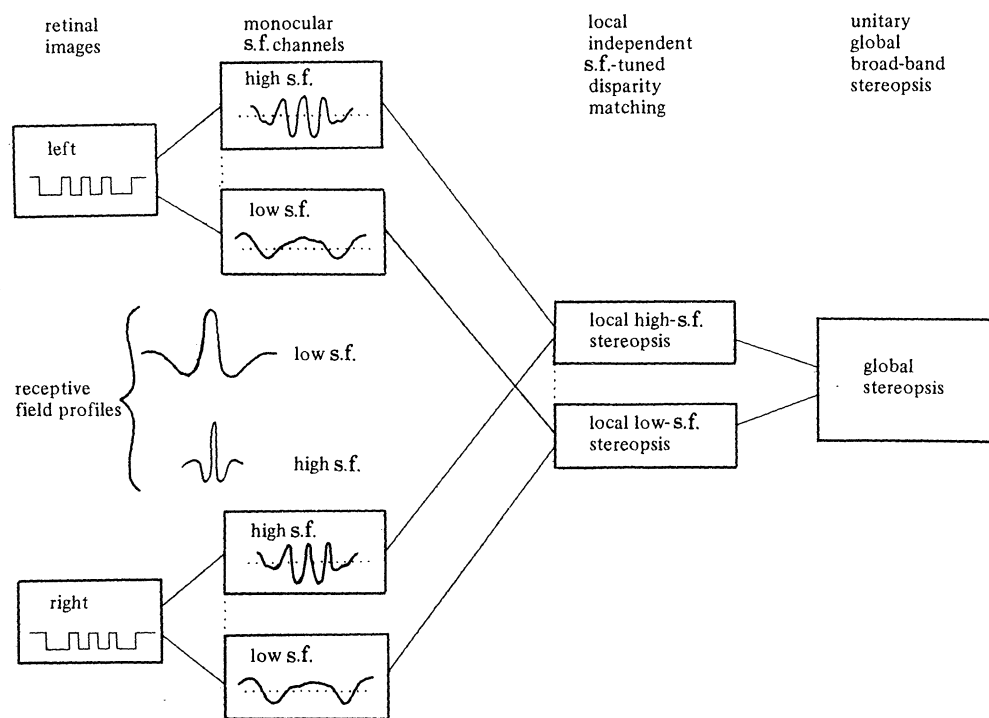 retinal
images
monocular
s.f. channels
local
independent
s.f.-tuned
disparity
matching
unitary
global
broad-band
stereopsis
left
high s.f.
low s.f.
receptive
field profiles
low s.f.
high s.f.
right
high s.f.
low s.f.
local high-s.f.
stereopsis
local low-s.f.
stereopsis
global
stereopsis